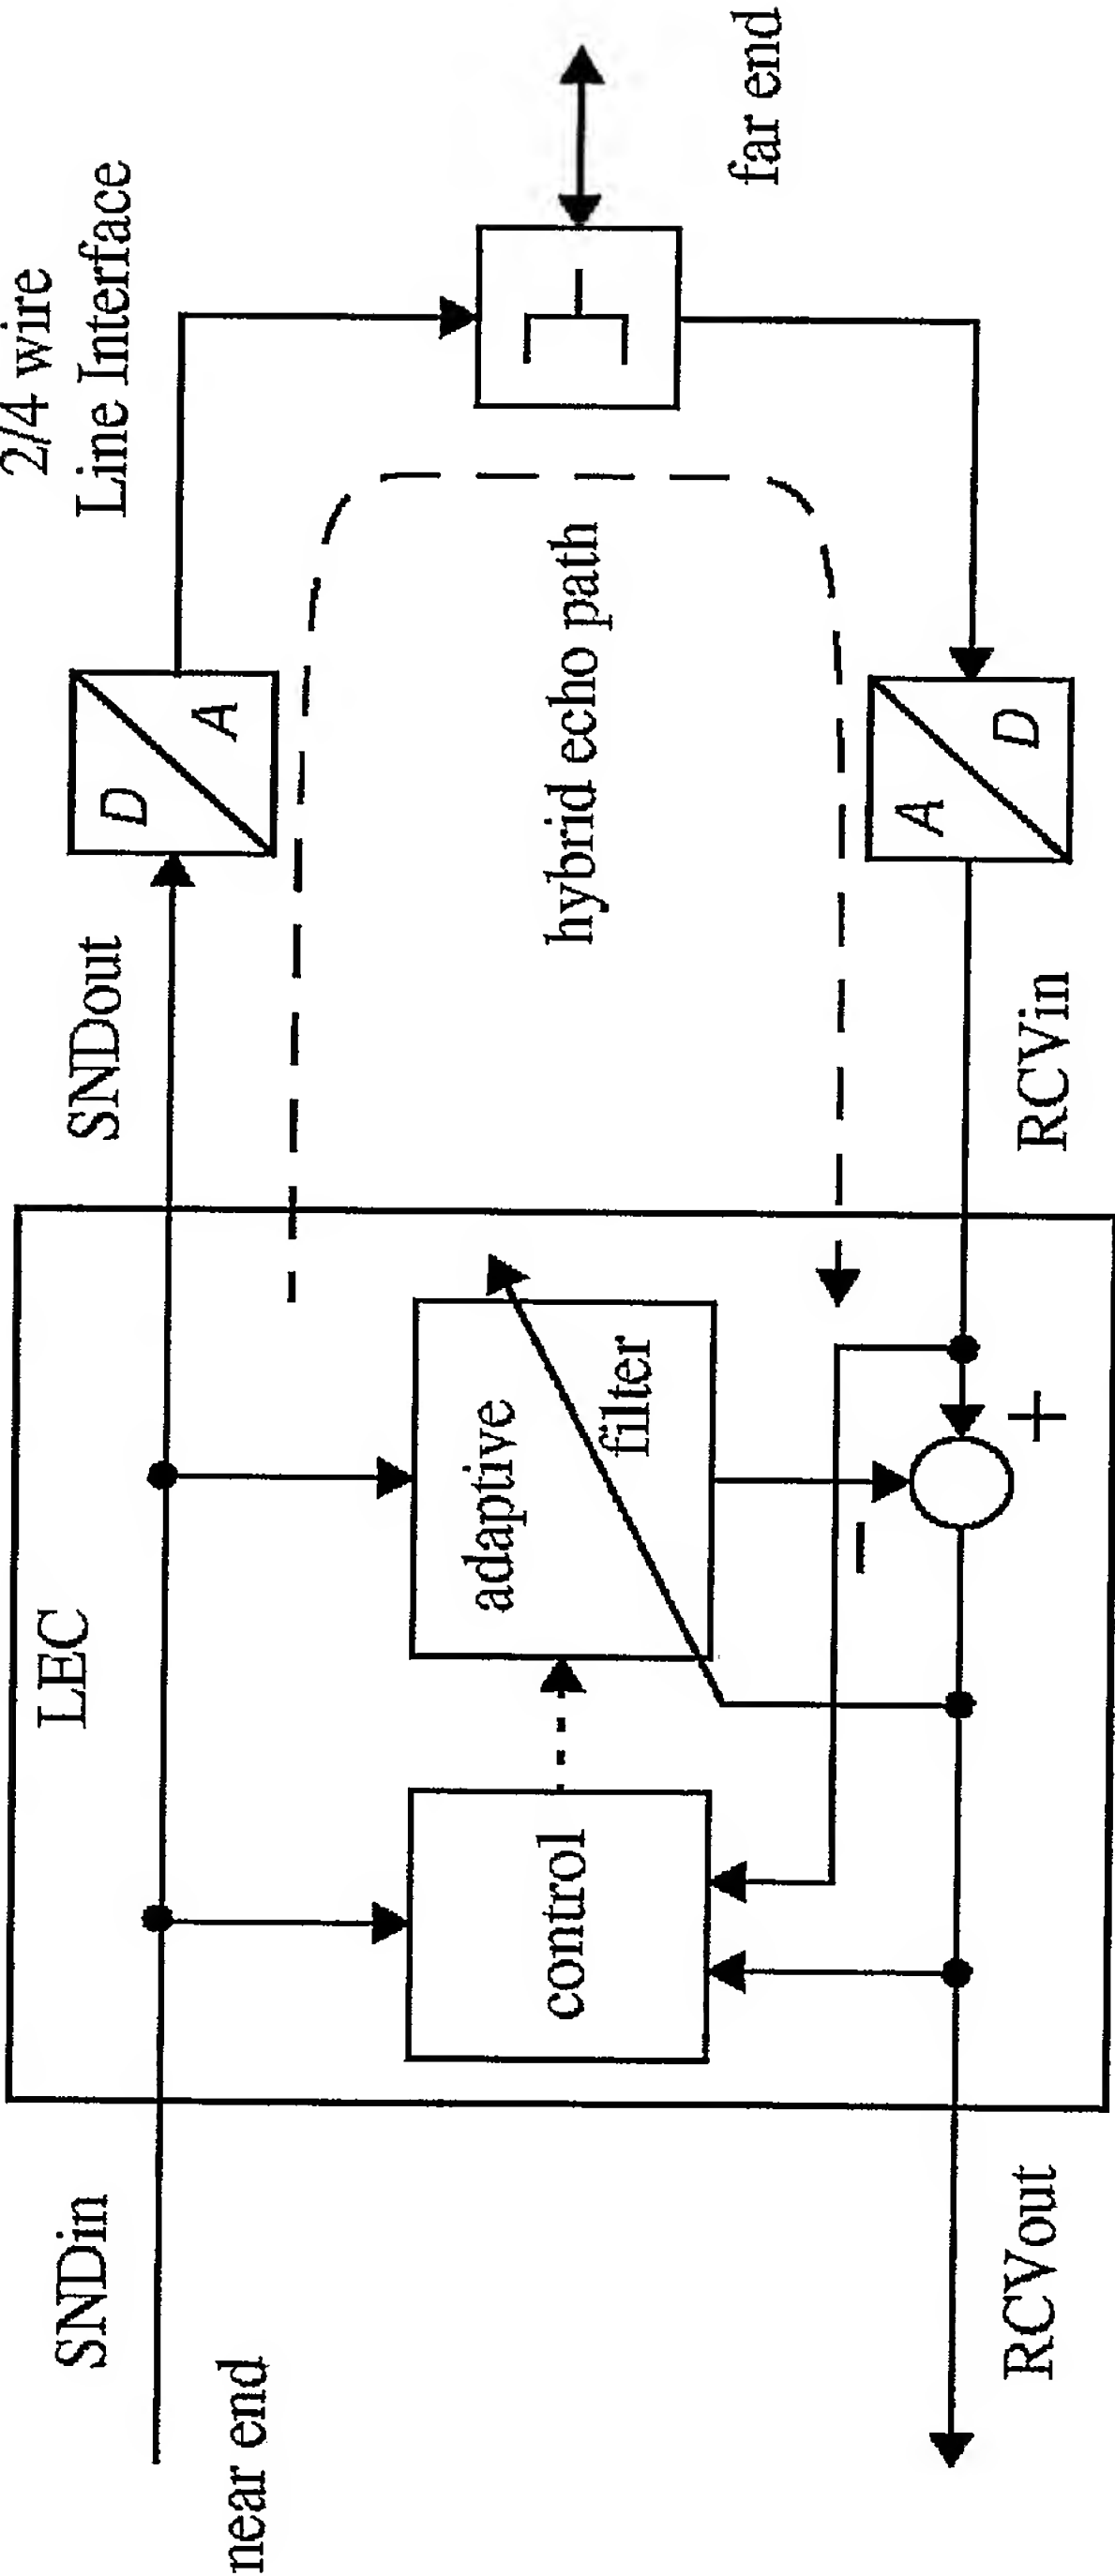 2/4 wire
Line Interface
SNDin
LEC
SNDout
D
A
near end
control
adaptive
filter
hybrid echo path
far end
RCVout
−
+
RCVin
A
D